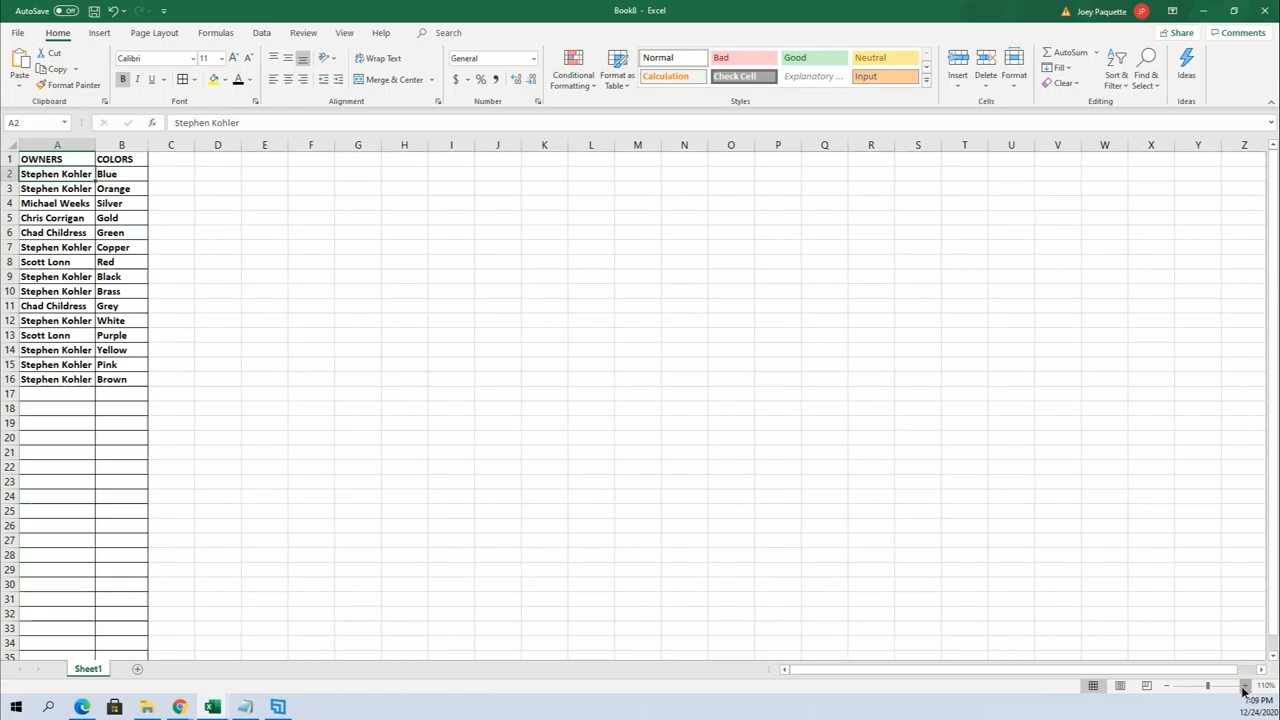 AutoSave Off
Book8 - Excel
Joey Paquette JP
File Home Insert Page Layout Formulas Data Review View Help Search
Share Comments
Paste Cut Copy Format Painter Clipboard
Calibri 11 A A
B I U A Font
Wrap Text
Merge & Center
Alignment
General
$ % , Number
Conditional Formatting Format as Table
Normal Bad Good Neutral
Calculation Check Cell Explanatory ... Input
Styles
Insert Delete Format
Cells
AutoSum
Fill
Clear
Sort & Filter Find & Select
Editing
Ideas
Ideas
A2 fx Stephen Kohler
A B C D E F G H I J K L M N O P Q R S T U V W X Y Z
1 OWNERS COLORS
2 Stephen Kohler Blue
3 Stephen Kohler Orange
4 Michael Weeks Silver
5 Chris Corrigan Gold
6 Chad Childress Green
7 Stephen Kohler Copper
8 Scott Lonn Red
9 Stephen Kohler Black
10 Stephen Kohler Brass
11 Chad Childress Grey
12 Stephen Kohler White
13 Scott Lonn Purple
14 Stephen Kohler Yellow
15 Stephen Kohler Pink
16 Stephen Kohler Brown
17
18
19
20
21
22
23
24
25
26
27
28
29
30
31
32
33
34
35
Sheet1
110%
7:09 PM
12/24/2020